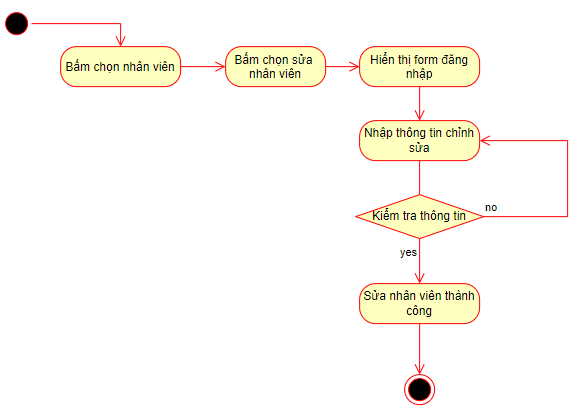 Bấm chọn nhân viên
Bấm chọn sửa
nhân viên
Hiển thị form đăng
nhập
Nhập thông tin chỉnh
sửa
Kiểm tra thông tin
no
yes
Sửa nhân viên thành
công